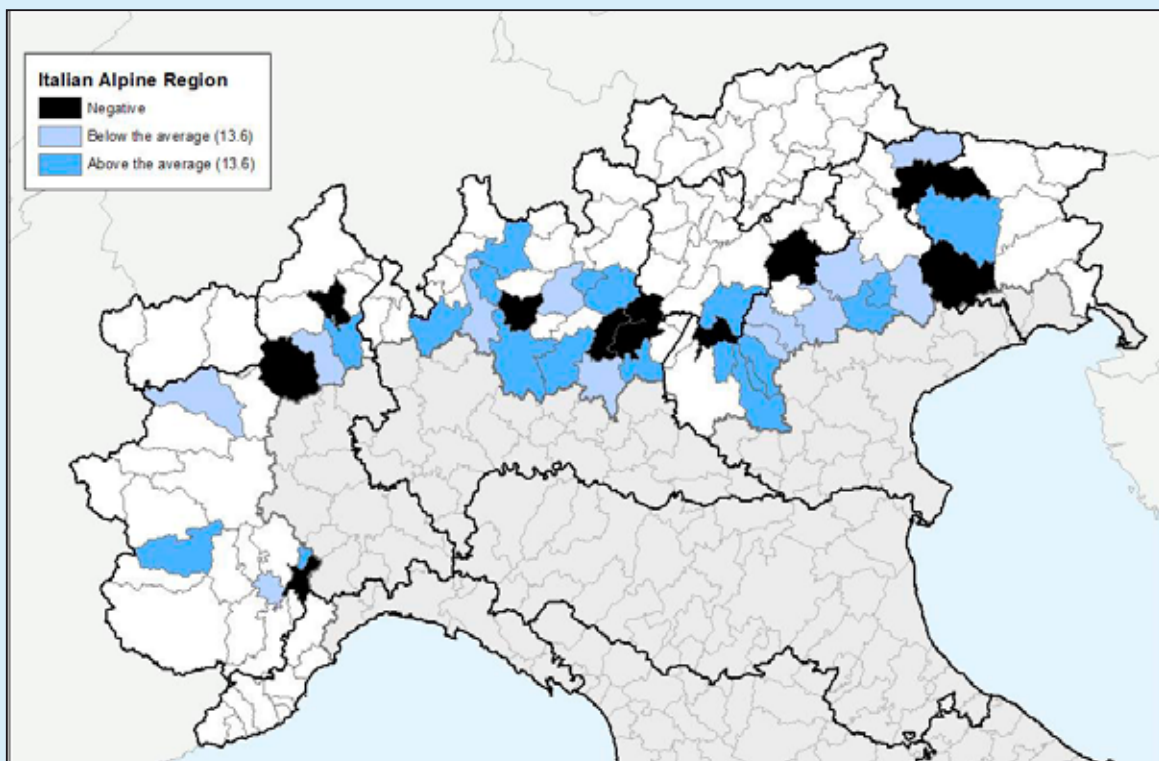 Italian Alpine Region
Negative
Below the average (13.6)
Above the average (13.6)